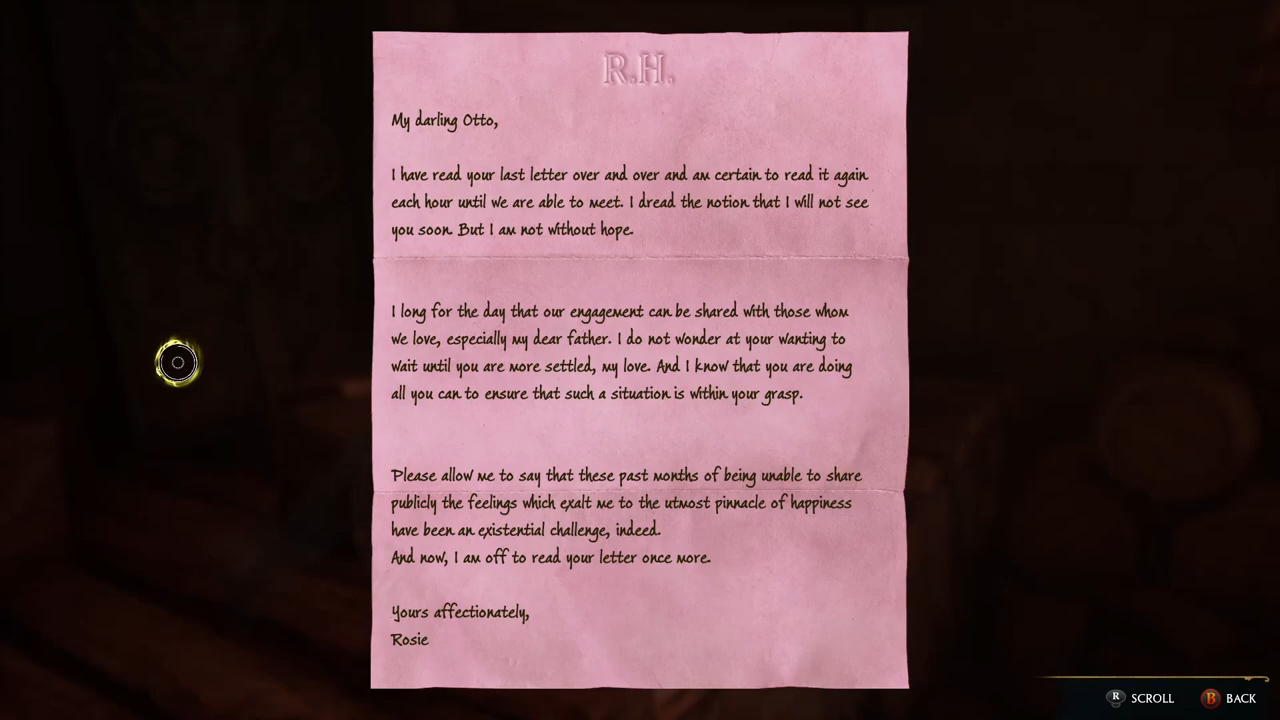 R.H.
My darling Otto,
I have read your last letter over and over and am certain to read it again
each hour until we are able to meet. I dread the notion that I will not see
you soon. But I am not without hope.
I long for the day that our engagement can be shared with those whom
we love, especially my dear father. I do not wonder at your wanting to
wait until you are more settled, my love. And I know that you are doing
all you can to ensure that such a situation is within your grasp.
Please allow me to say that these past months of being unable to share
publicly the feelings which exalt me to the utmost pinnacle of happiness
have been an existential challenge, indeed.
And now, I am off to read your letter once more.
Yours affectionately,
Rosie
R SCROLL B BACK